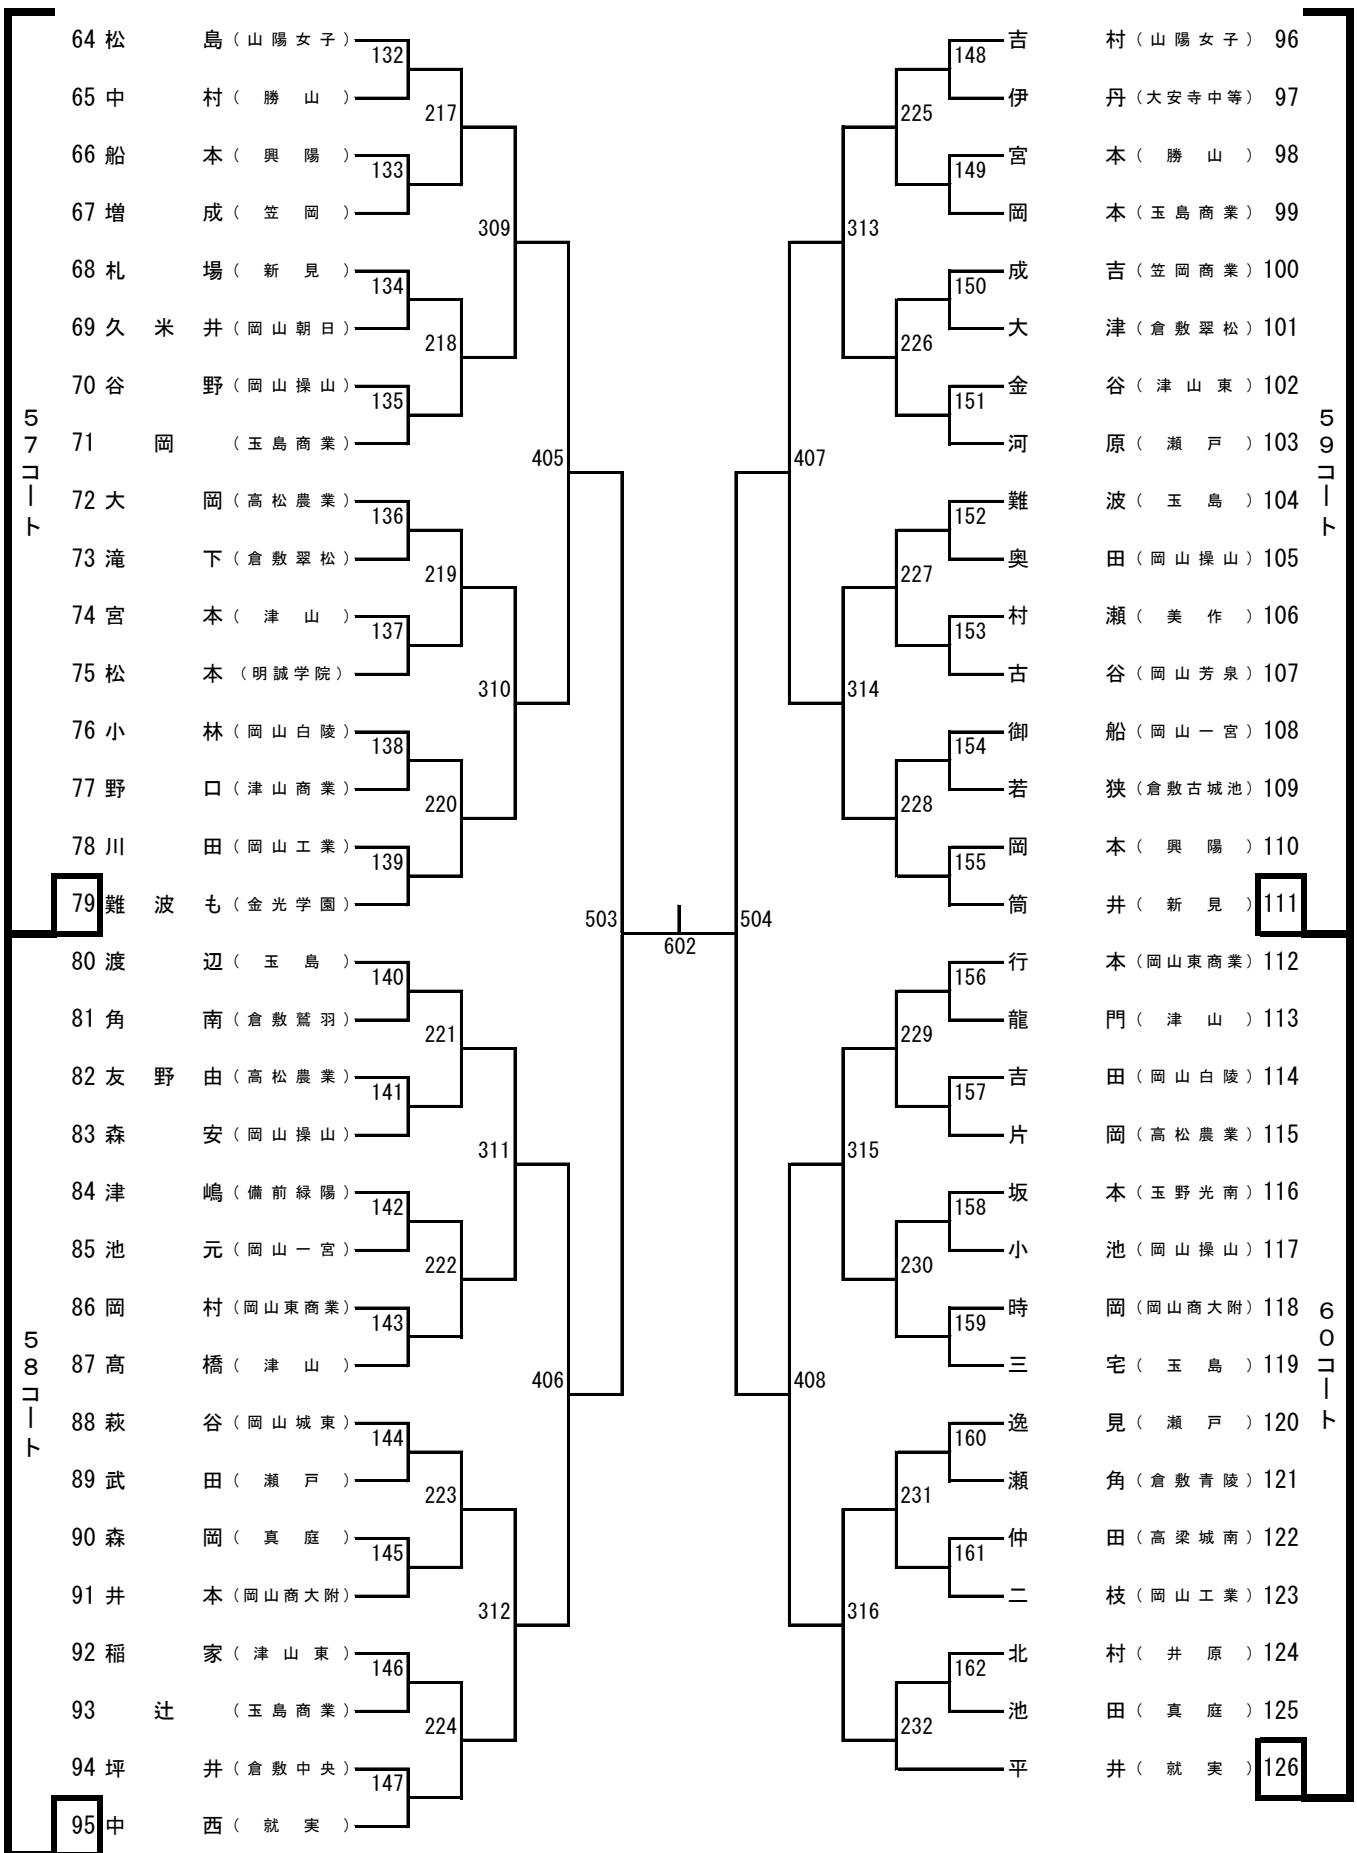 64 松島 (山陽女子)
65 中村 (勝山)
66 船本 (興陽)
67 増成 (笠岡)
68 札場 (新見)
69 久米井 (岡山朝日)
70 谷野 (岡山操山)
71 岡 (玉島商業)
72 大岡 (高松農業)
73 滝下 (倉敷翠松)
74 宮本 (津山)
75 松本 (明誠学院)
76 小林 (岡山白陵)
77 野口 (津山商業)
78 川田 (岡山工業)
79 難波も (金光学園)
57コート
80 渡辺 (玉島)
81 角南 (倉敷鷲羽)
82 友野由 (高松農業)
83 森安 (岡山操山)
84 津嶋 (備前緑陽)
85 池元 (岡山一宮)
86 岡村 (岡山東商業)
87 髙橋 (津山)
88 萩谷 (岡山城東)
89 武田 (瀬戸)
90 森岡 (真庭)
91 井本 (岡山商大附)
92 稲家 (津山東)
93 辻 (玉島商業)
94 坪井 (倉敷中央)
95 中西 (就実)
58コート
132
133
134
135
136
137
138
139
140
141
142
143
144
145
146
147
217
218
219
220
221
222
223
224
309
310
311
312
405
406
503
602
504
407
408
313
314
315
316
225
226
227
228
229
230
231
232
148
149
150
151
152
153
154
155
156
157
158
159
160
161
162
吉村 (山陽女子) 96
伊丹 (大安寺中等) 97
宮本 (勝山) 98
岡本 (玉島商業) 99
成吉 (笠岡商業) 100
大津 (倉敷翠松) 101
金谷 (津山東) 102
河原 (瀬戸) 103
難波 (玉島) 104
奥田 (岡山操山) 105
村瀬 (美作) 106
古谷 (岡山芳泉) 107
御船 (岡山一宮) 108
若狭 (倉敷古城池) 109
岡本 (興陽) 110
筒井 (新見) 111
59コート
行本 (岡山東商業) 112
龍門 (津山) 113
吉田 (岡山白陵) 114
片岡 (高松農業) 115
坂本 (玉野光南) 116
小池 (岡山操山) 117
時岡 (岡山商大附) 118
三宅 (玉島) 119
逸見 (瀬戸) 120
瀬角 (倉敷青陵) 121
仲田 (高梁城南) 122
二枝 (岡山工業) 123
北村 (井原) 124
池田 (真庭) 125
平井 (就実) 126
60コート